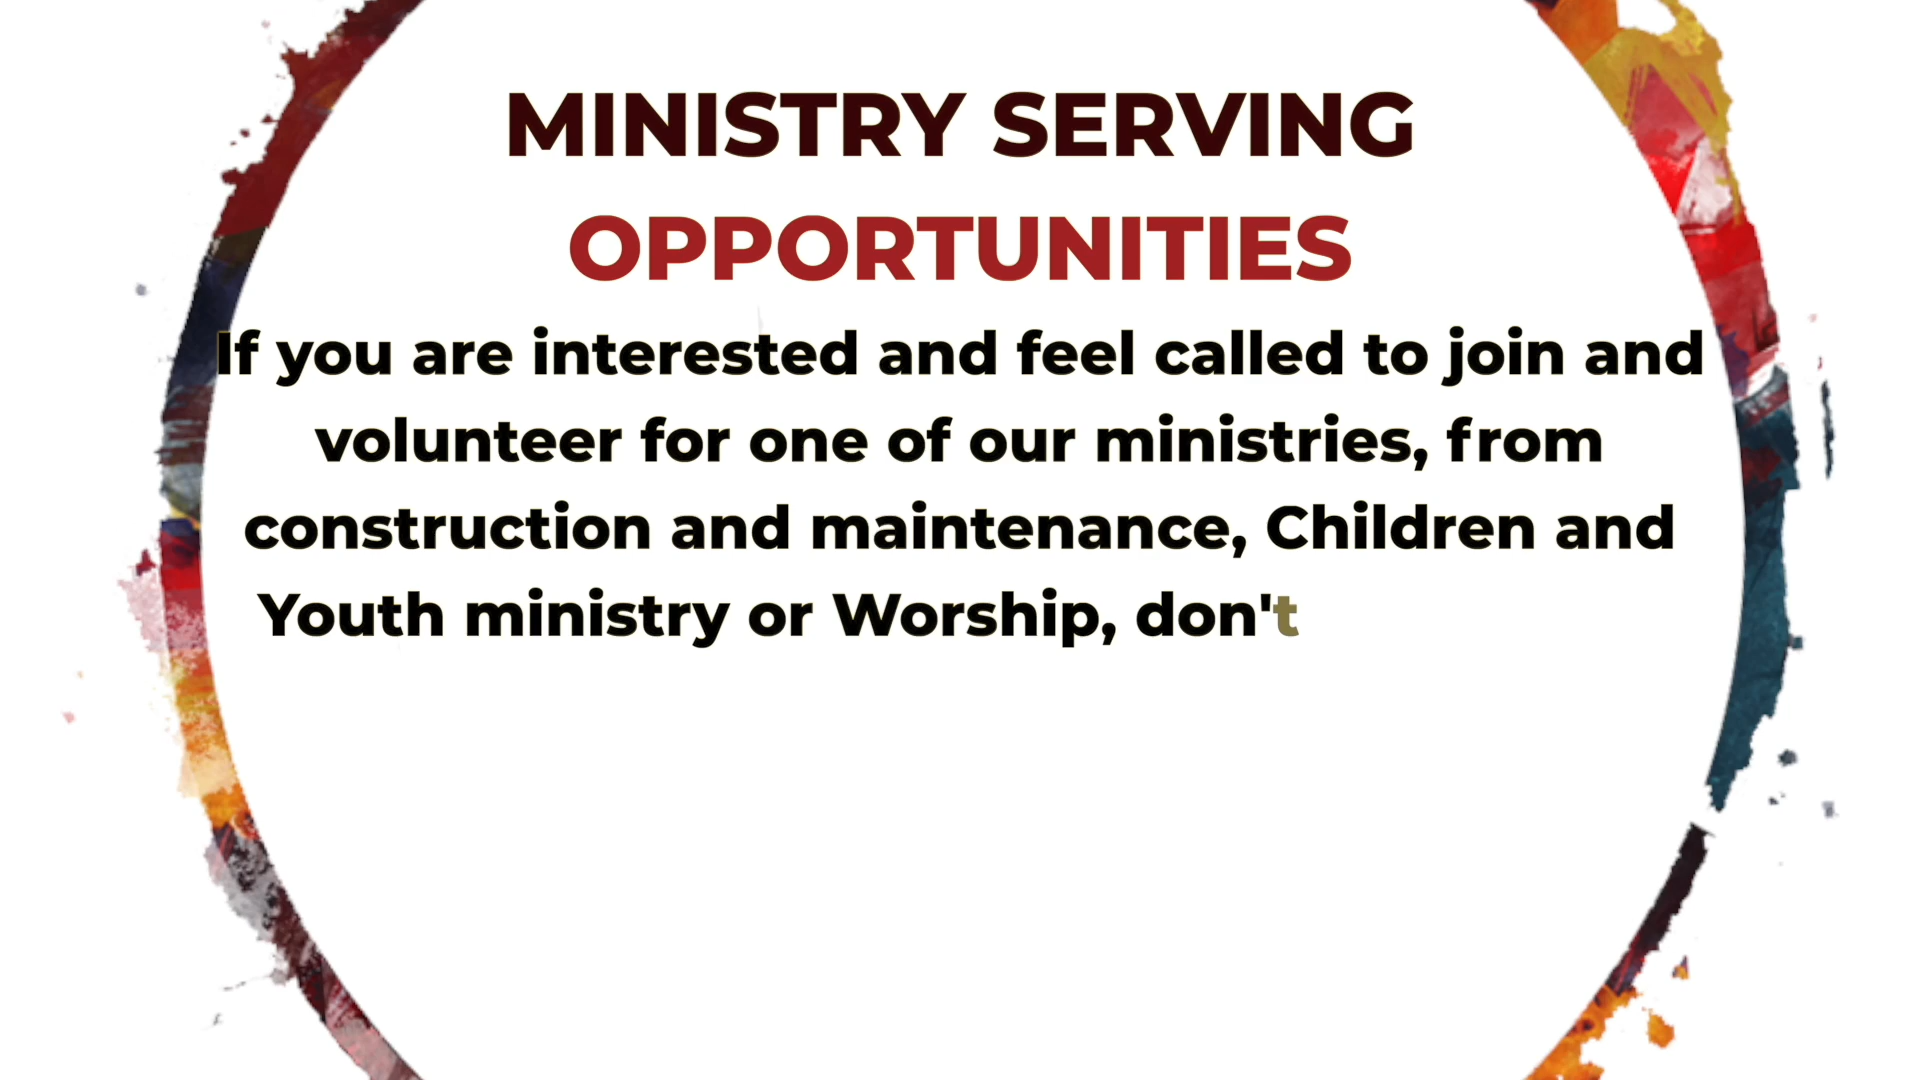 MINISTRY SERVING
OPPORTUNITIES
If you are interested and feel called to join and
volunteer for one of our ministries, from
construction and maintenance, Children and
Youth ministry or Worship, don't